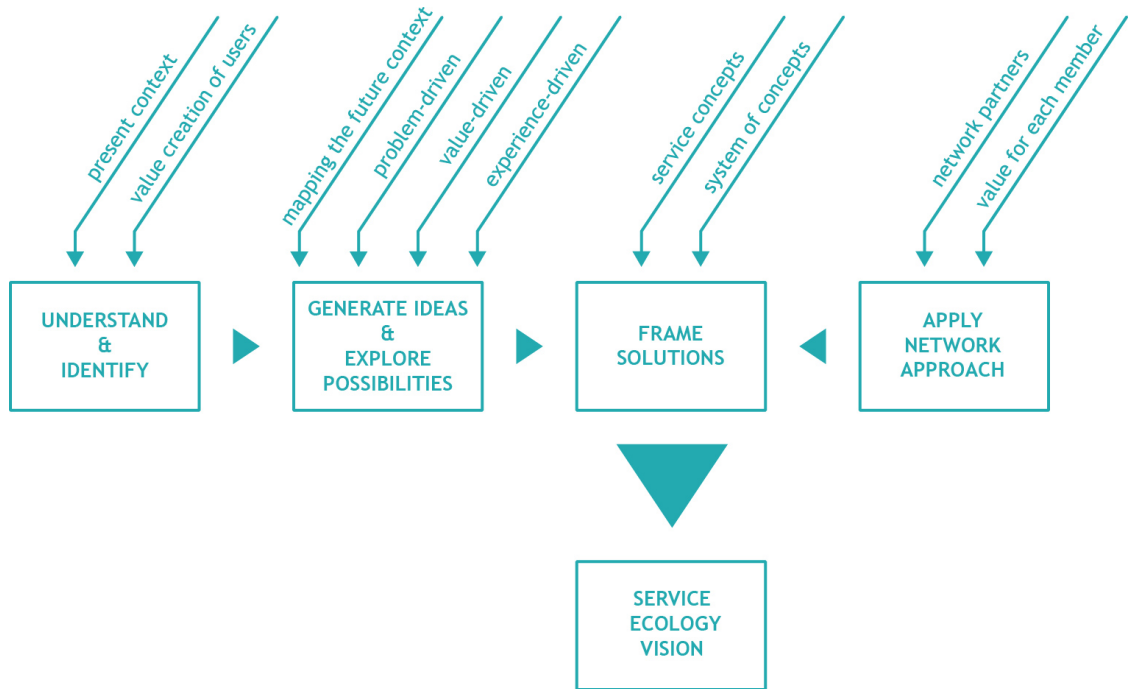 present context
value creation of users
mapping the future context
problem-driven
value-driven
experience-driven
service concepts
system of concepts
network partners
value for each member
UNDERSTAND
&
IDENTIFY
GENERATE IDEAS
&
EXPLORE
POSSIBILITIES
FRAME
SOLUTIONS
APPLY
NETWORK
APPROACH
SERVICE
ECOLOGY
VISION